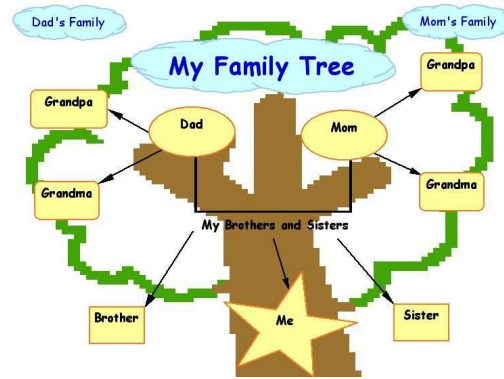 Dad's Family
Mom's Family
My Family Tree
Grandpa
Grandpa
Dad
Mom
Grandma
Grandma
My Brothers and Sisters
Brother
Me
Sister